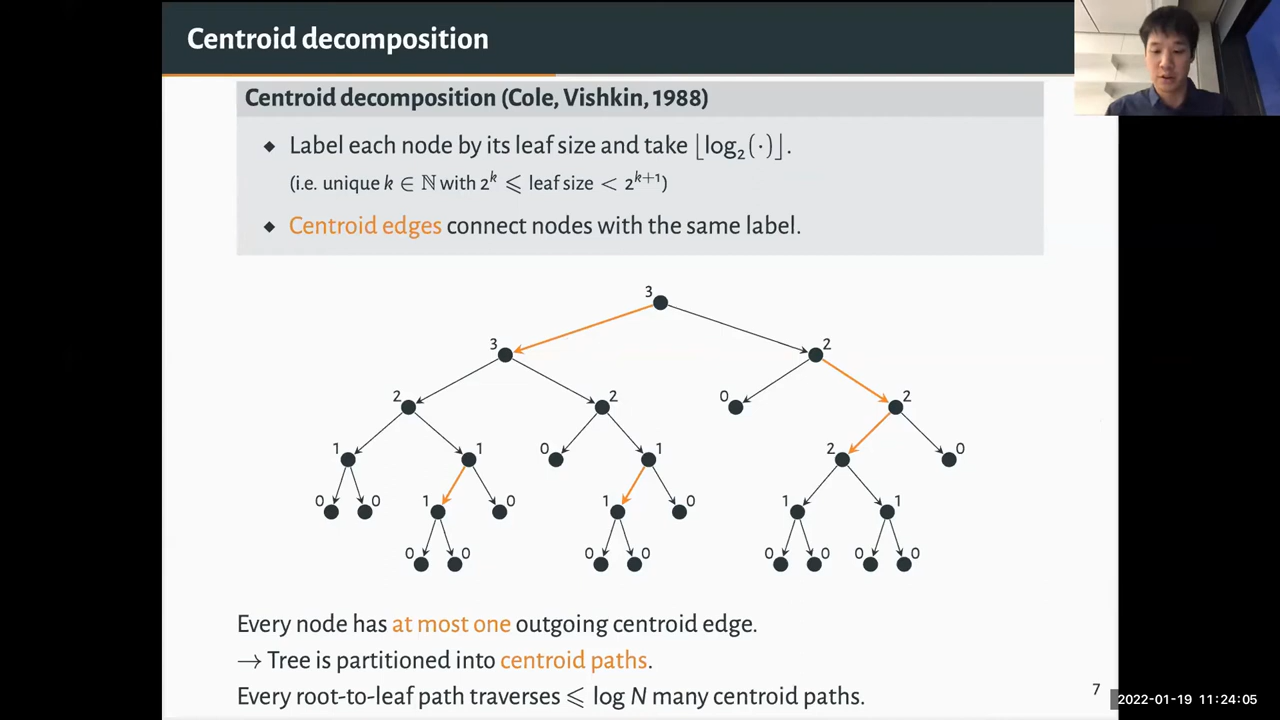 Centroid decomposition
Centroid decomposition (Cole, Vishkin, 1988)
◆ Label each node by its leaf size and take ⌊log₂(·)⌋.
(i.e. unique k ∈ ℕ with 2ᵏ ⩽ leaf size < 2ᵏ⁺¹)
◆ Centroid edges connect nodes with the same label.
3
3 2
2 2 0 2
1 1 0 1 2 0
0 0 1 0 1 0 1 1
0 0 0 0 0 0 0 0
Every node has at most one outgoing centroid edge.
→ Tree is partitioned into centroid paths.
Every root-to-leaf path traverses ⩽ log N many centroid paths.
7
2022-01-19 11:24:05